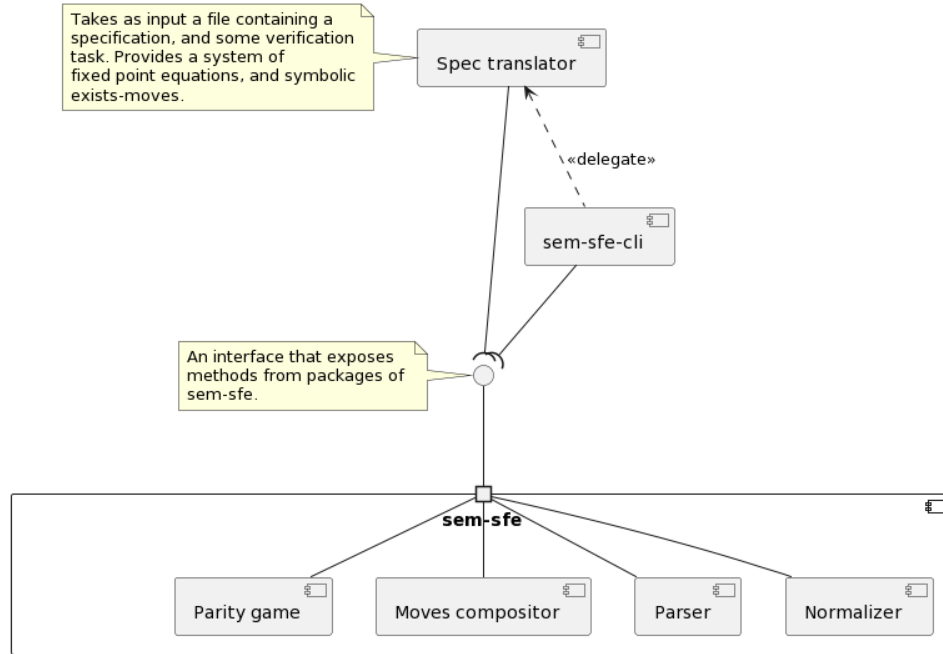 Takes as input a file containing a
specification, and some verification
task. Provides a system of
fixed point equations, and symbolic
exists-moves.
Spec translator
«delegate»
sem-sfe-cli
An interface that exposes
methods from packages of
sem-sfe.
sem-sfe
Parity game
Moves compositor
Parser
Normalizer